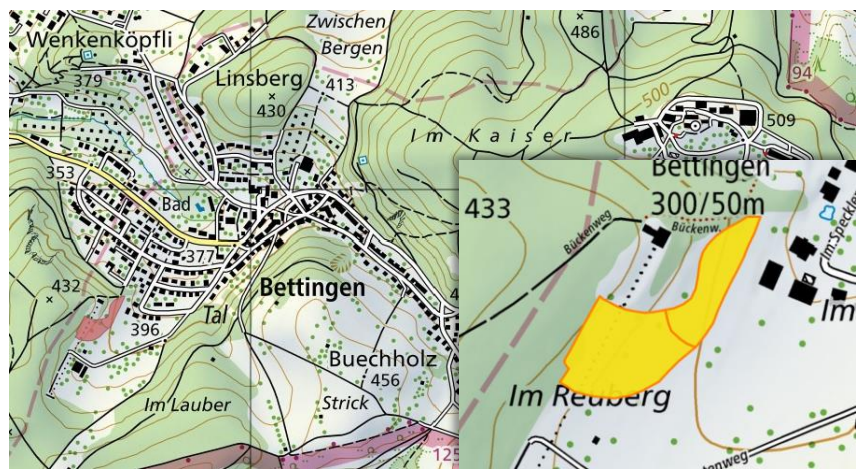 Wenkenköpfli
Zwischen
Bergen
486
94
Linsberg
379
413
430
500
509
Im Kaiser
353
Bad
377
432
396
Tal
Bettingen
Buechholz
456
Im Lauber
Strick
125
Bettingen
300/50m
433
Bückenweg
Bückenw.
Im
Im Reuberg